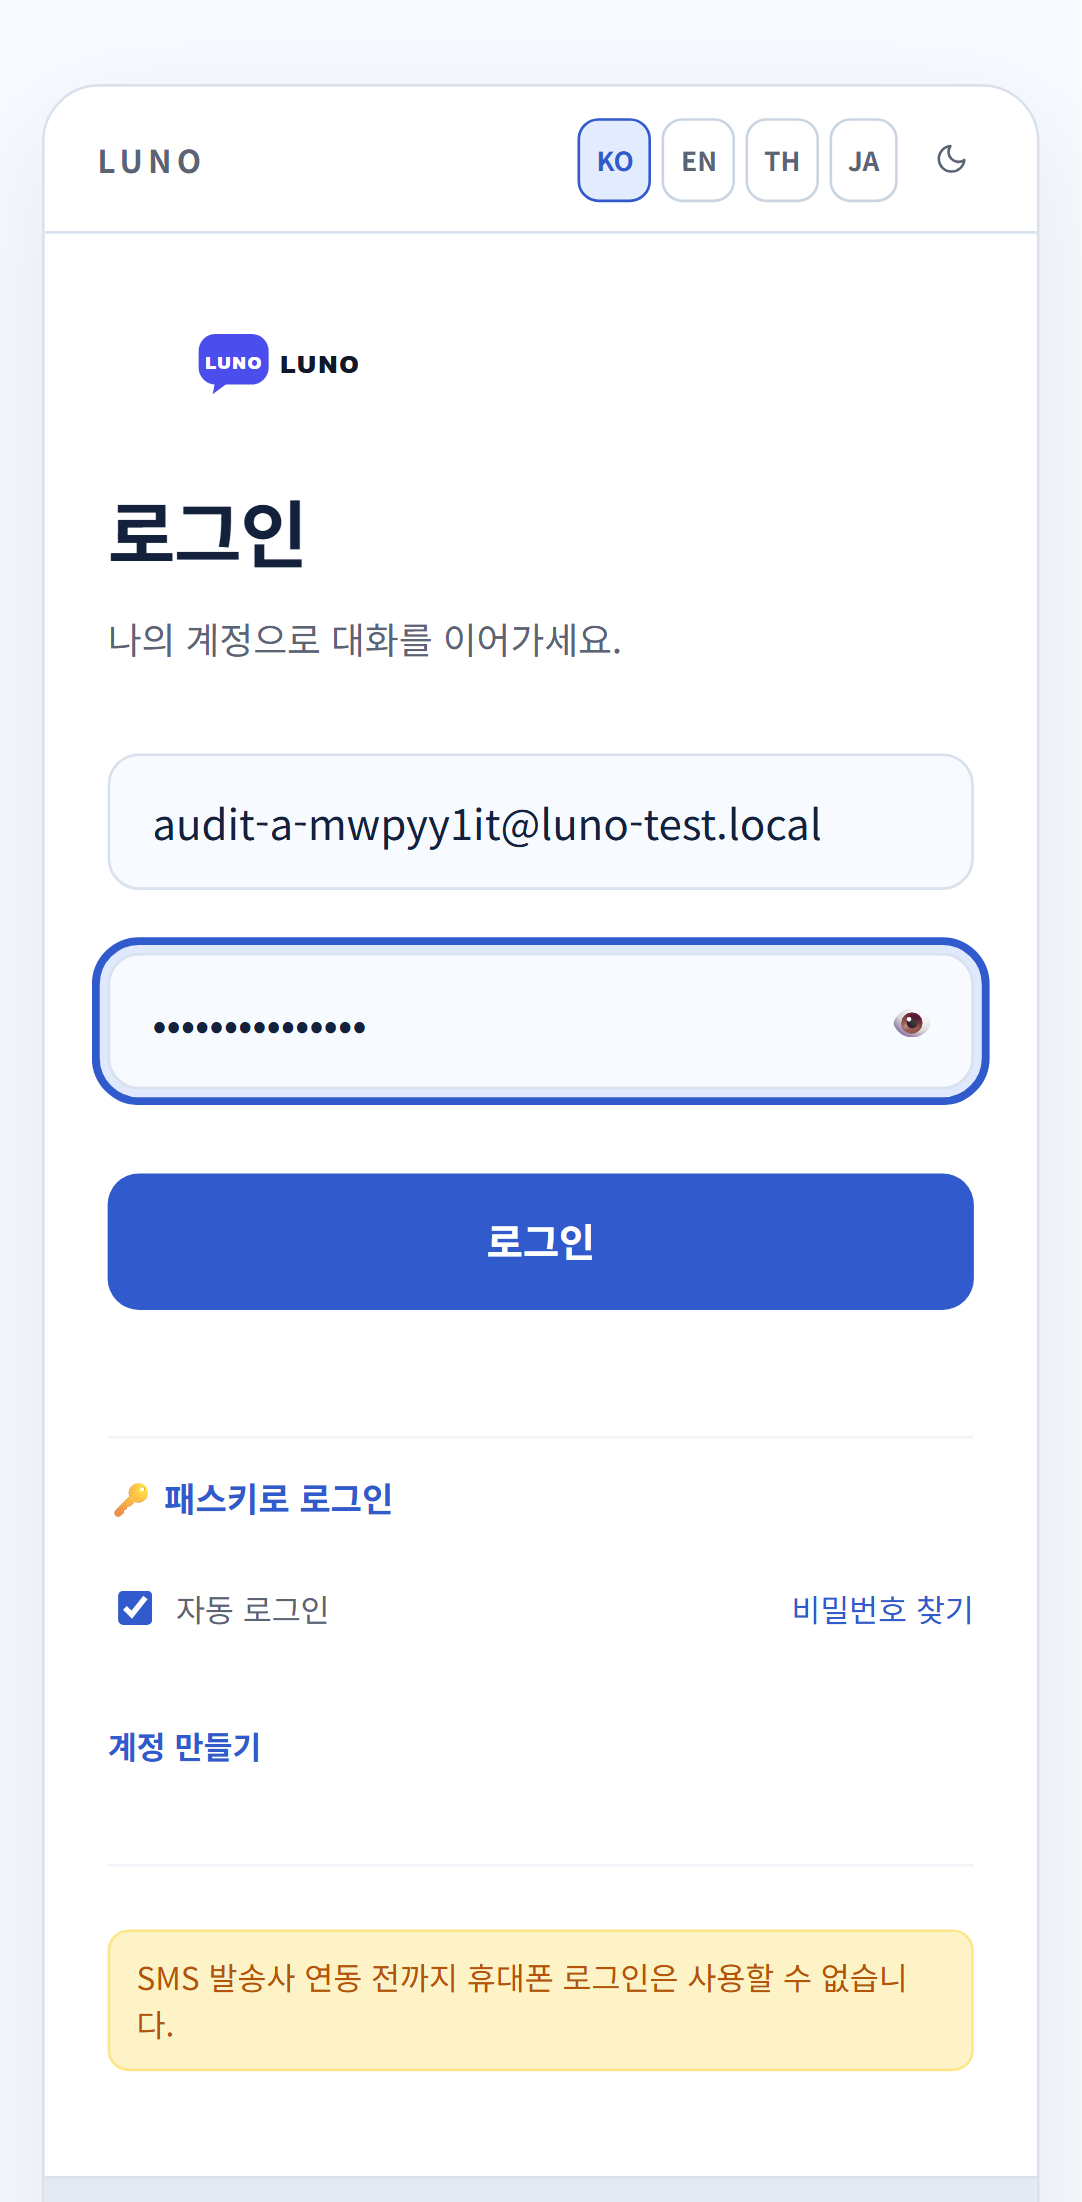 LUNO
KO EN TH JA
LUNO LUNO
로그인
나의 계정으로 대화를 이어가세요.
audit-a-mwpyy1it@luno-test.local
•••••••••••••••
로그인
패스키로 로그인
자동 로그인 비밀번호 찾기
계정 만들기
SMS 발송사 연동 전까지 휴대폰 로그인은 사용할 수 없습니
다.